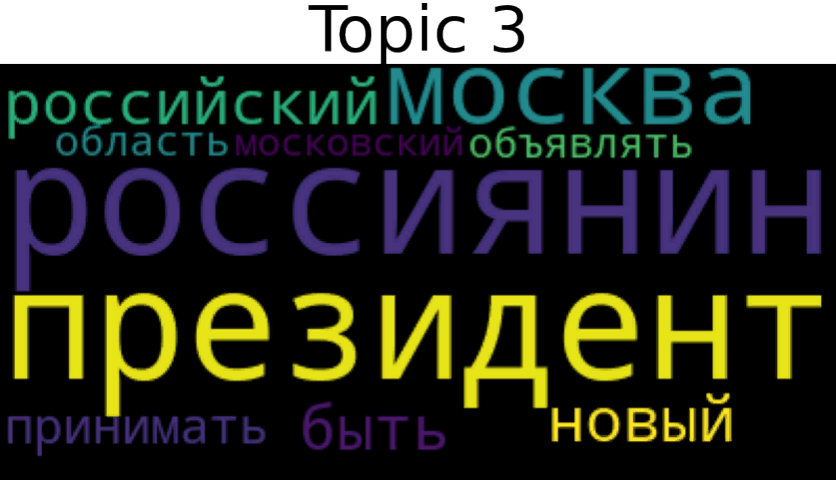 Topic 3
российский москва
область московский объявлять
россиянин
президент
принимать быть новый